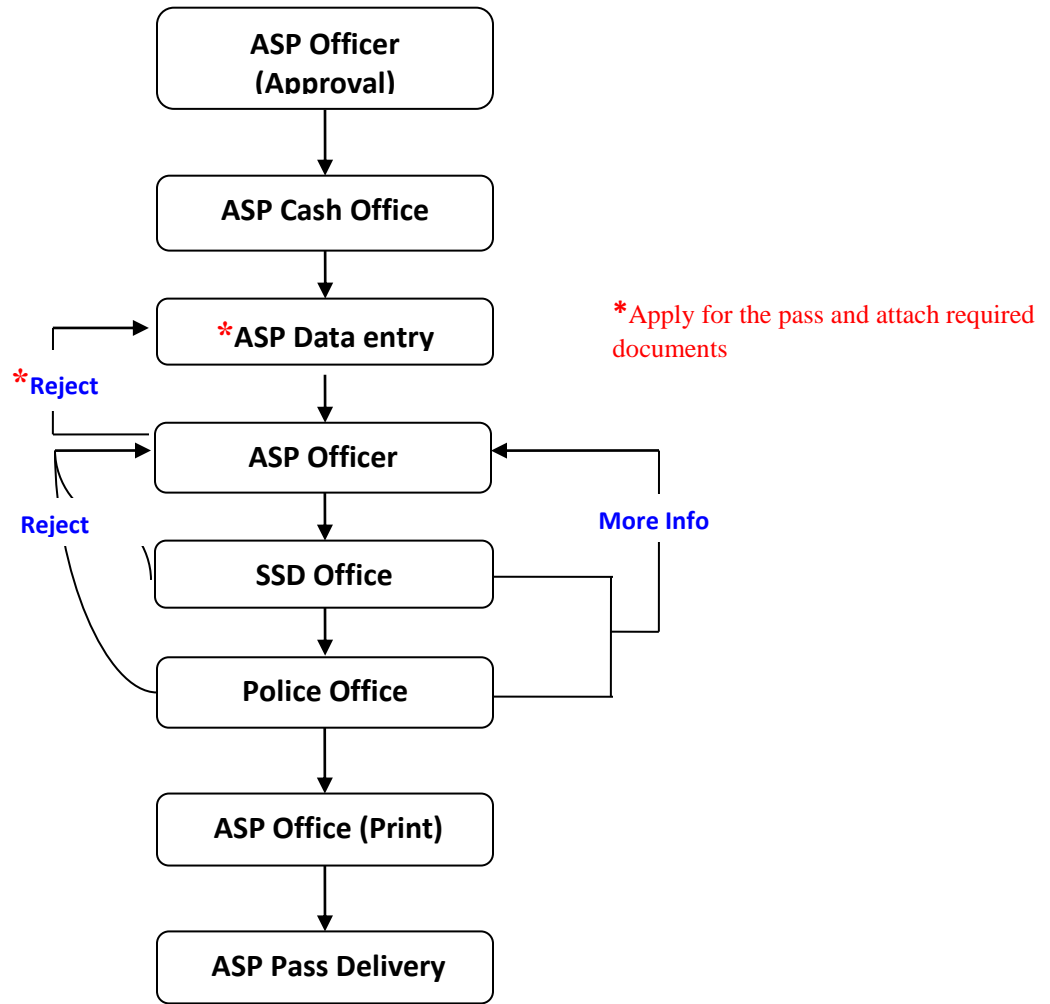 ASP Officer
(Approval)
ASP Cash Office
*ASP Data entry
*Apply for the pass and attach required
documents
*Reject
ASP Officer
Reject
More Info
SSD Office
Police Office
ASP Office (Print)
ASP Pass Delivery